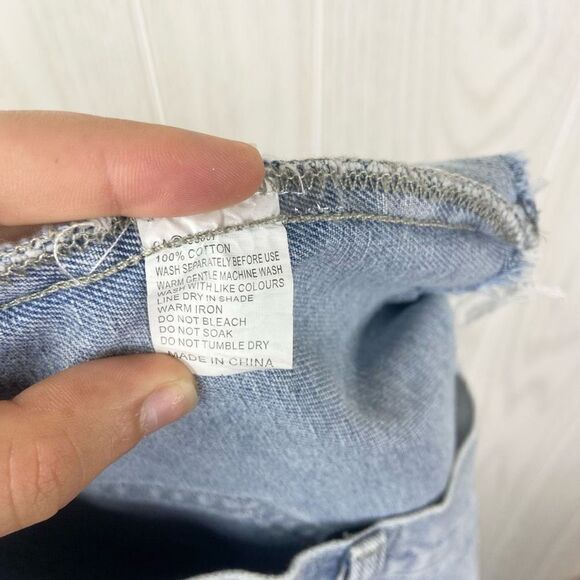 100% COTTON
WASH SEPARATELY BEFORE USE
WARM GENTLE MACHINE WASH
WASH WITH LIKE COLOURS
LINE DRY IN SHADE
WARM IRON
DO NOT BLEACH
DO NOT SOAK
DO NOT TUMBLE DRY
MADE IN CHINA